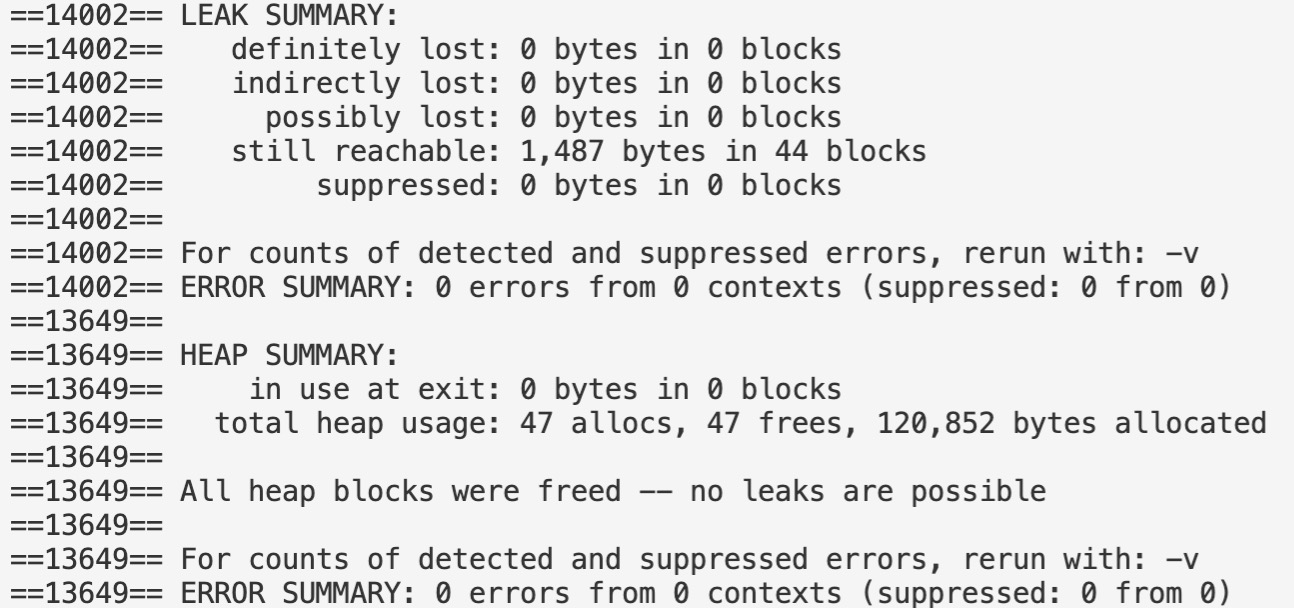 ==14002== LEAK SUMMARY:
==14002==    definitely lost: 0 bytes in 0 blocks
==14002==    indirectly lost: 0 bytes in 0 blocks
==14002==      possibly lost: 0 bytes in 0 blocks
==14002==    still reachable: 1,487 bytes in 44 blocks
==14002==         suppressed: 0 bytes in 0 blocks
==14002==
==14002== For counts of detected and suppressed errors, rerun with: -v
==14002== ERROR SUMMARY: 0 errors from 0 contexts (suppressed: 0 from 0)
==13649==
==13649== HEAP SUMMARY:
==13649==     in use at exit: 0 bytes in 0 blocks
==13649==   total heap usage: 47 allocs, 47 frees, 120,852 bytes allocated
==13649==
==13649== All heap blocks were freed -- no leaks are possible
==13649==
==13649== For counts of detected and suppressed errors, rerun with: -v
==13649== ERROR SUMMARY: 0 errors from 0 contexts (suppressed: 0 from 0)